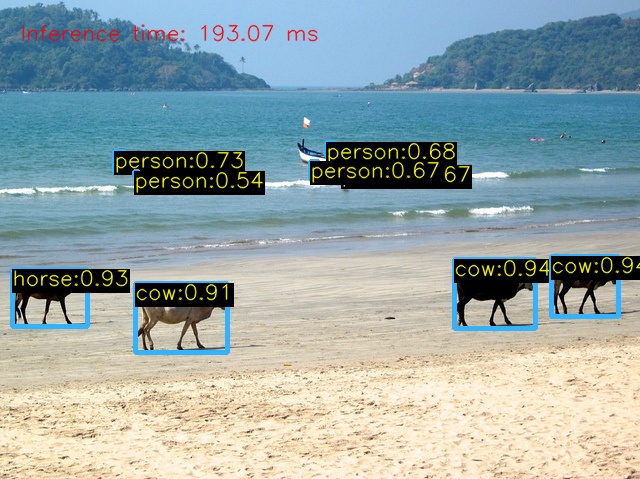 Inference time: 193.07 ms
person:0.73
person:0.68
person:0.67
67
person:0.54
cow:0.94
cow:0.94
horse:0.93
cow:0.91